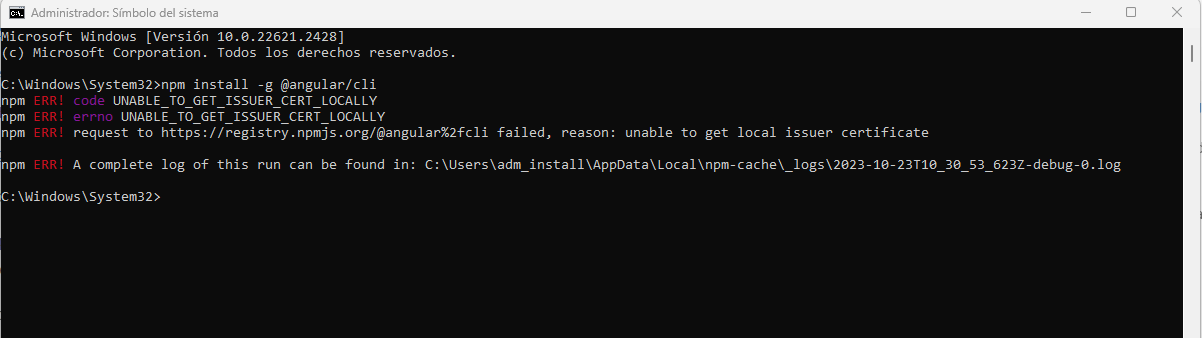 Administrador: Símbolo del sistema
Microsoft Windows [Versión 10.0.22621.2428]
(c) Microsoft Corporation. Todos los derechos reservados.
C:\Windows\System32>npm install -g @angular/cli
npm ERR! code UNABLE_TO_GET_ISSUER_CERT_LOCALLY
npm ERR! errno UNABLE_TO_GET_ISSUER_CERT_LOCALLY
npm ERR! request to https://registry.npmjs.org/@angular%2fcli failed, reason: unable to get local issuer certificate
npm ERR! A complete log of this run can be found in: C:\Users\adm_install\AppData\Local\npm-cache\_logs\2023-10-23T10_30_53_623Z-debug-0.log
C:\Windows\System32>